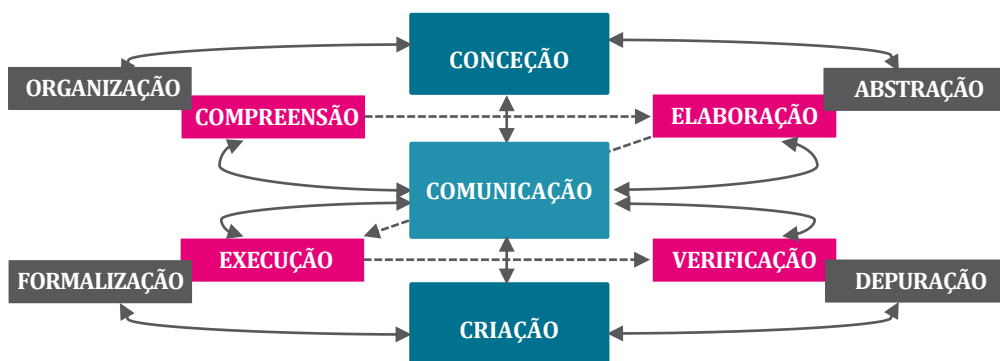 CONCEÇÃO
ORGANIZAÇÃO
ABSTRAÇÃO
COMPREENSÃO
ELABORAÇÃO
COMUNICAÇÃO
EXECUÇÃO
VERIFICAÇÃO
FORMALIZAÇÃO
DEPURAÇÃO
CRIAÇÃO